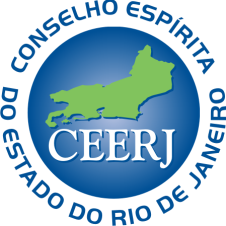 CONSELHO ESPÍRITA
DO ESTADO DO RIO DE JANEIRO
CEERJ